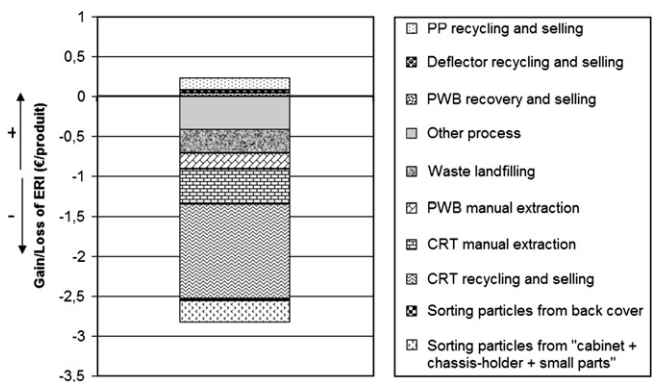 1
0,5
0
-0,5
-1
-1,5
-2
-2,5
-3
-3,5
+
-
Gain/Loss of ERI (€/produit)
PP recycling and selling
Deflector recycling and selling
PWB recovery and selling
Other process
Waste landfilling
PWB manual extraction
CRT manual extraction
CRT recycling and selling
Sorting particles from back cover
Sorting particles from "cabinet +
chassis-holder + small parts"